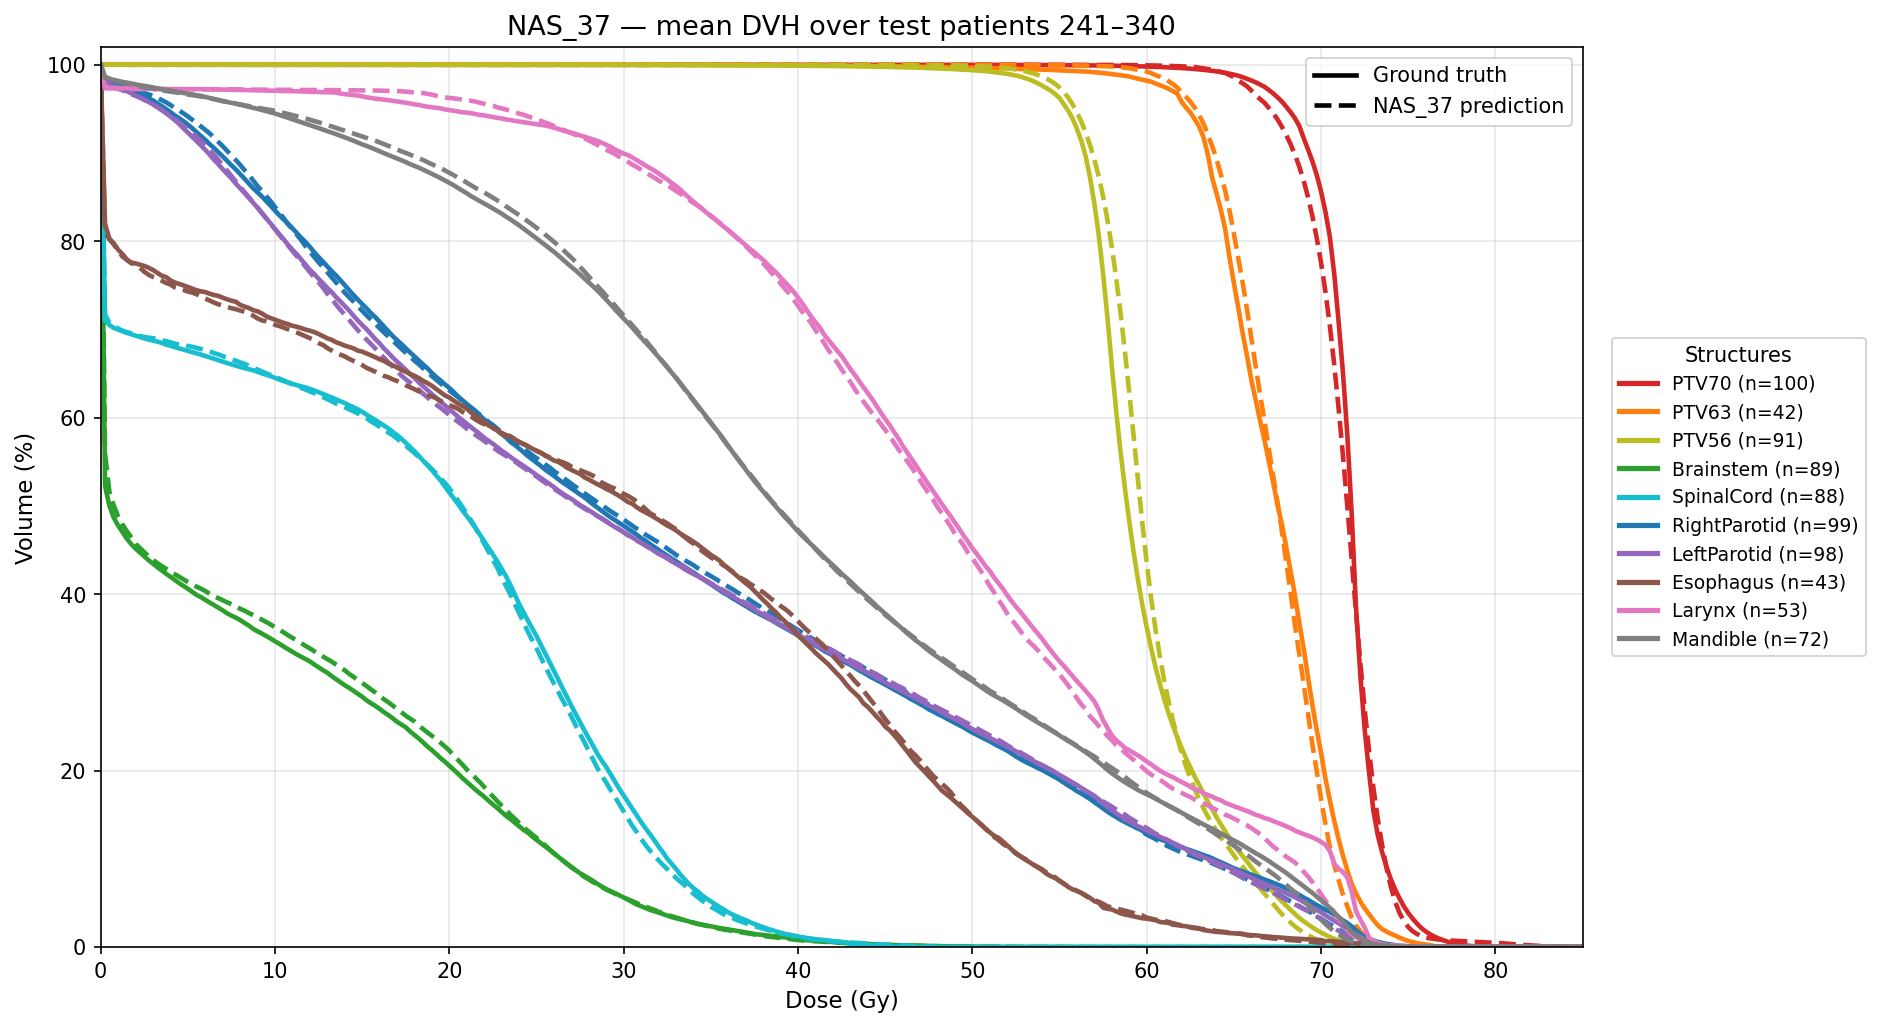 NAS_37 — mean DVH over test patients 241–340
Ground truth
NAS_37 prediction
Volume (%)
100
80
60
40
20
0
0 10 20 30 40 50 60 70 80
Dose (Gy)
Structures
PTV70 (n=100)
PTV63 (n=42)
PTV56 (n=91)
Brainstem (n=89)
SpinalCord (n=88)
RightParotid (n=99)
LeftParotid (n=98)
Esophagus (n=43)
Larynx (n=53)
Mandible (n=72)